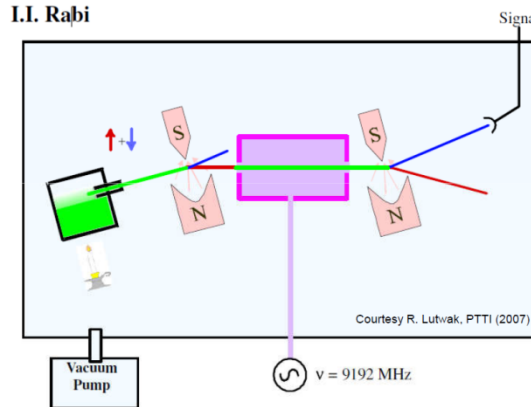 I.I. Rabi
Signa
S
S
+
N
N
Courtesy R. Lutwak, PTTI (2007)
Vacuum
Pump
ν = 9192 MHz